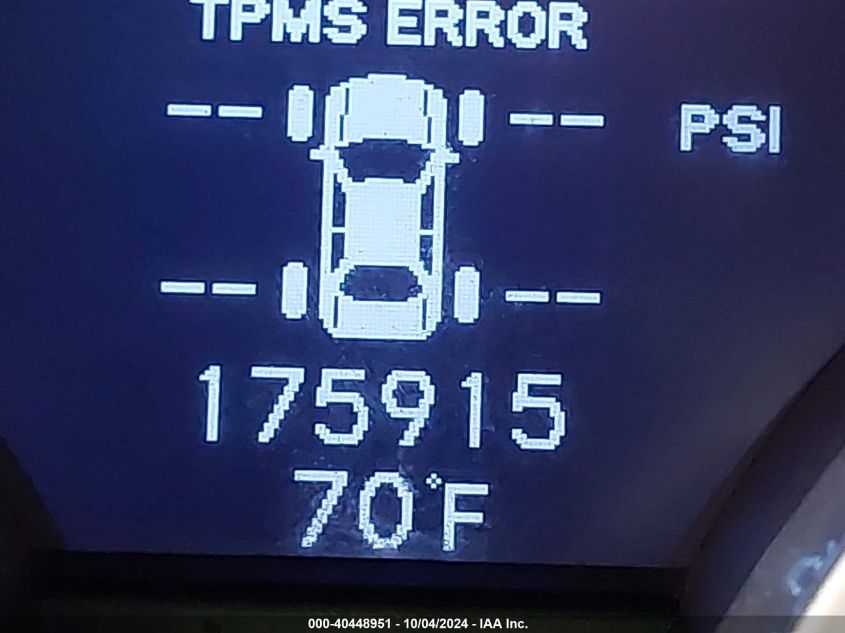 TPMS ERROR
-- -- PSI
-- --
175915
70°F
000-40448951 - 10/04/2024 - IAA Inc.